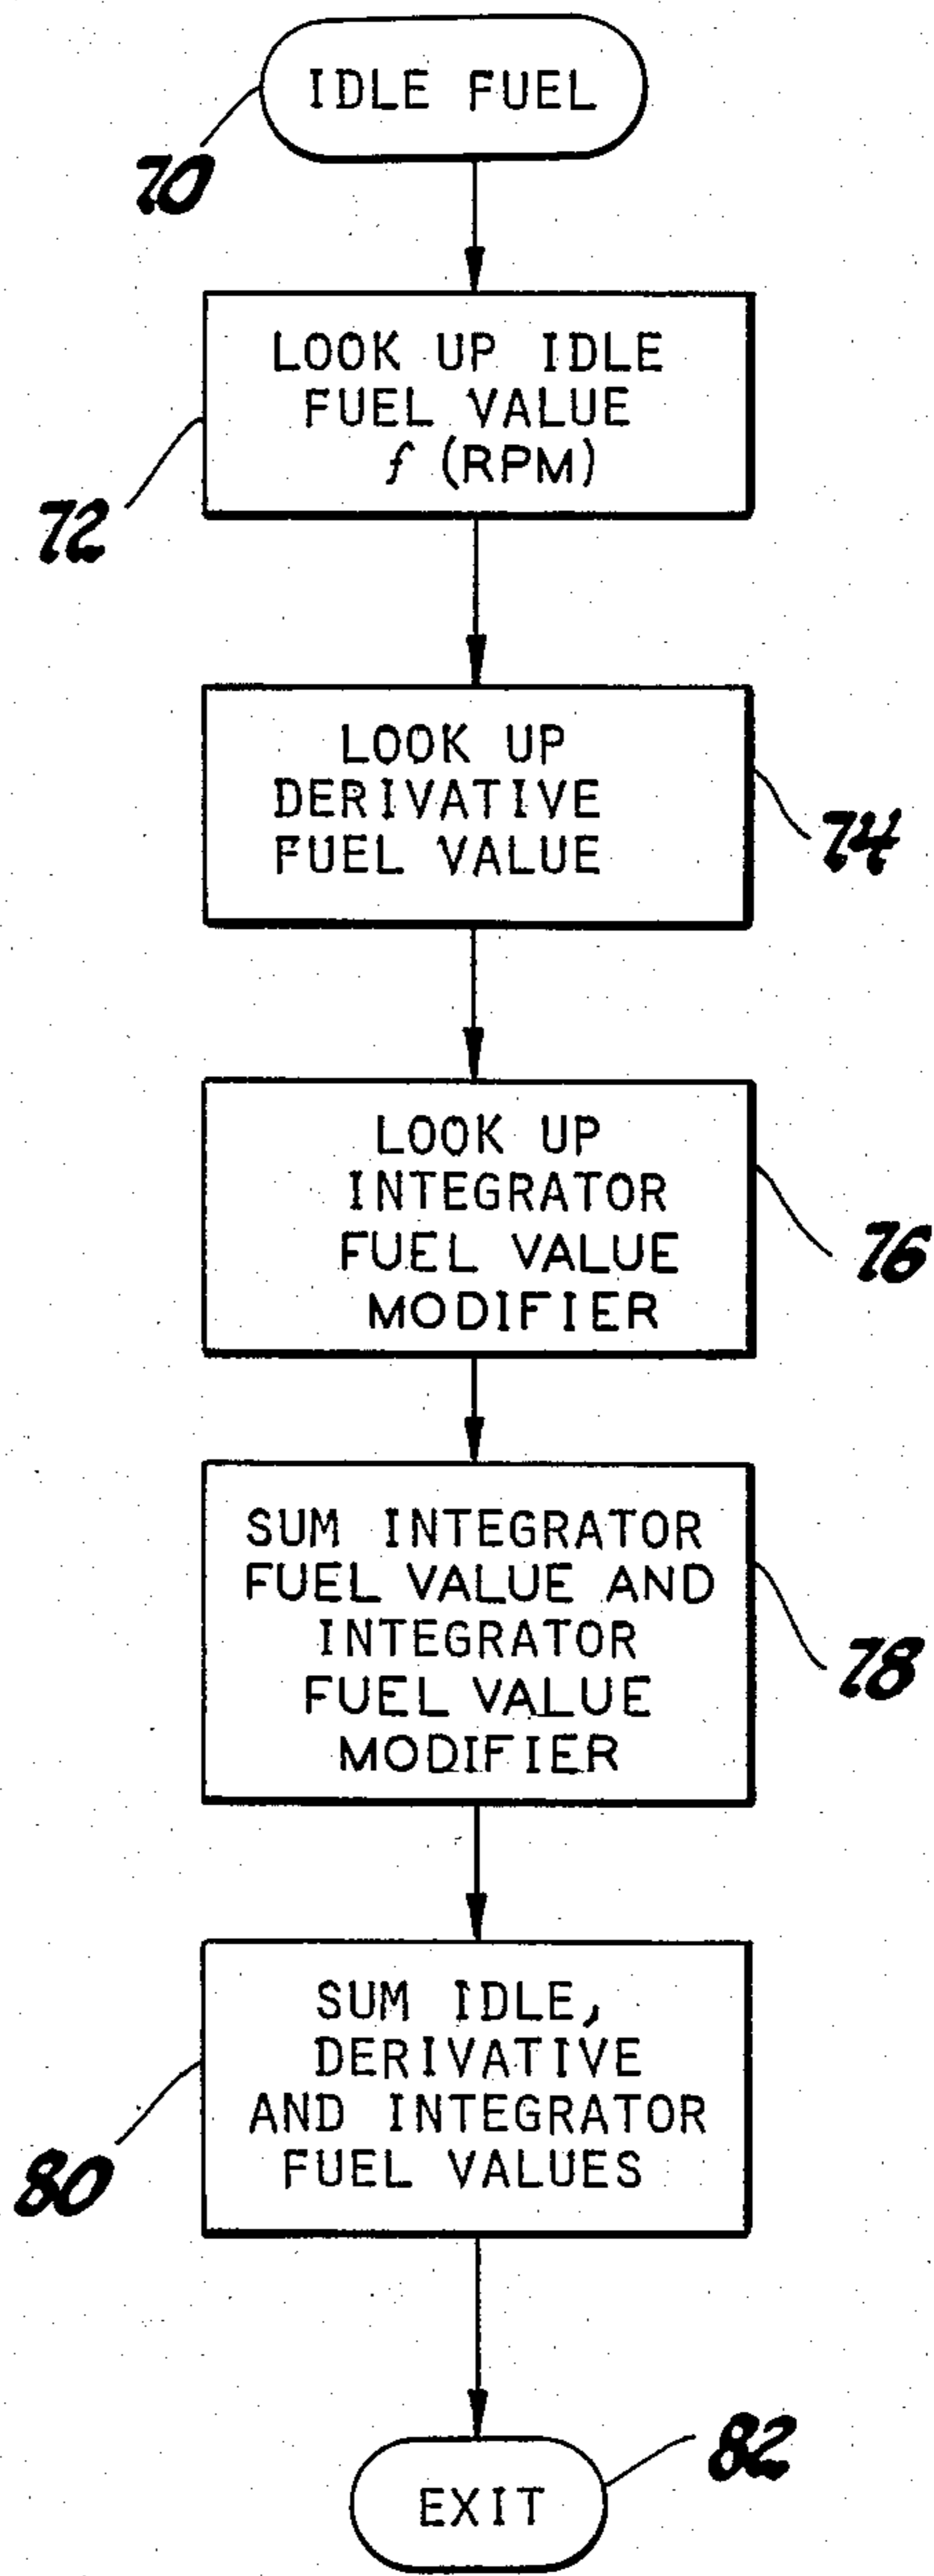 IDLE FUEL
70
LOOK UP IDLE
FUEL VALUE
f (RPM)
72
LOOK UP
DERIVATIVE
FUEL VALUE
74
LOOK UP
INTEGRATOR
FUEL VALUE
MODIFIER
76
SUM INTEGRATOR
FUEL VALUE AND
INTEGRATOR
FUEL VALUE
MODIFIER
78
SUM IDLE,
DERIVATIVE
AND INTEGRATOR
FUEL VALUES
80
82
EXIT